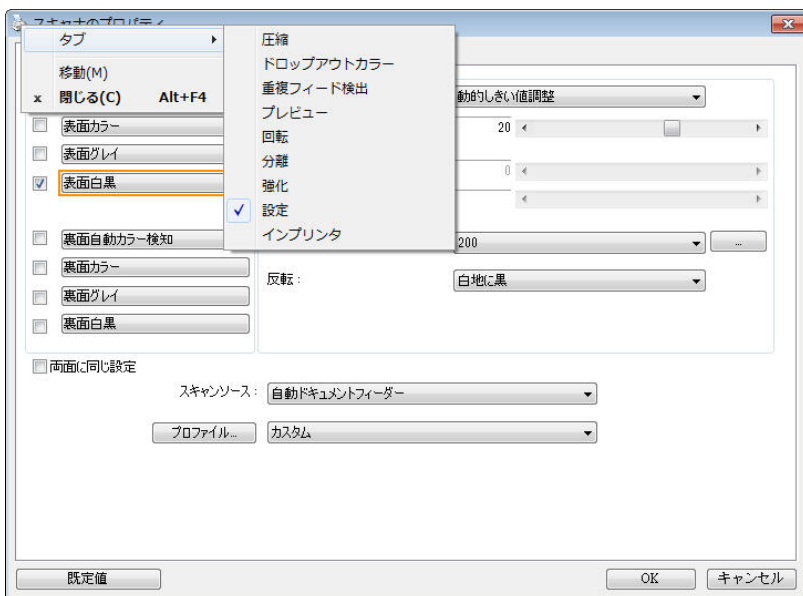 スキャナのプロパティ
タブ
移動(M)
x 閉じる(C) Alt+F4
圧縮
ドロップアウトカラー
重複フィード検出
プレビュー
回転
分離
強化
設定
インプリンタ
動的しきい値調整
表面カラー
20
表面グレイ
0
表面白黒
裏面自動カラー検知
200
...
裏面カラー
反転:
白地に黒
裏面グレイ
裏面白黒
両面に同じ設定
スキャンソース:
自動ドキュメントフィーダー
プロファイル...
カスタム
既定値
OK
キャンセル